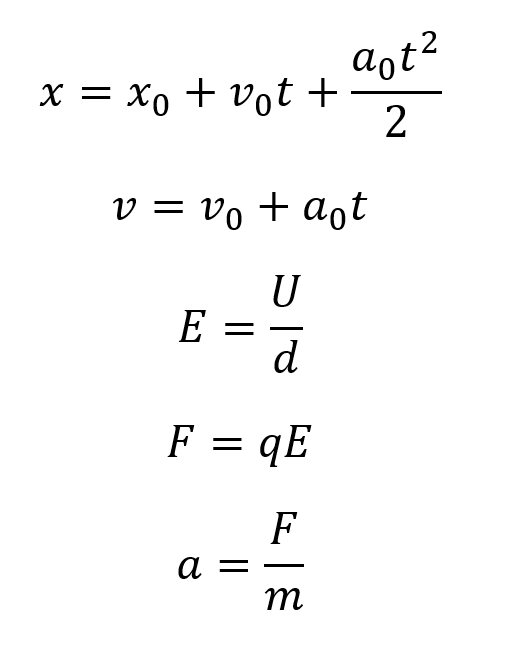 x = x₀ + v₀t + a₀t²/2
v = v₀ + a₀t
E = U/d
F = qE
a = F/m